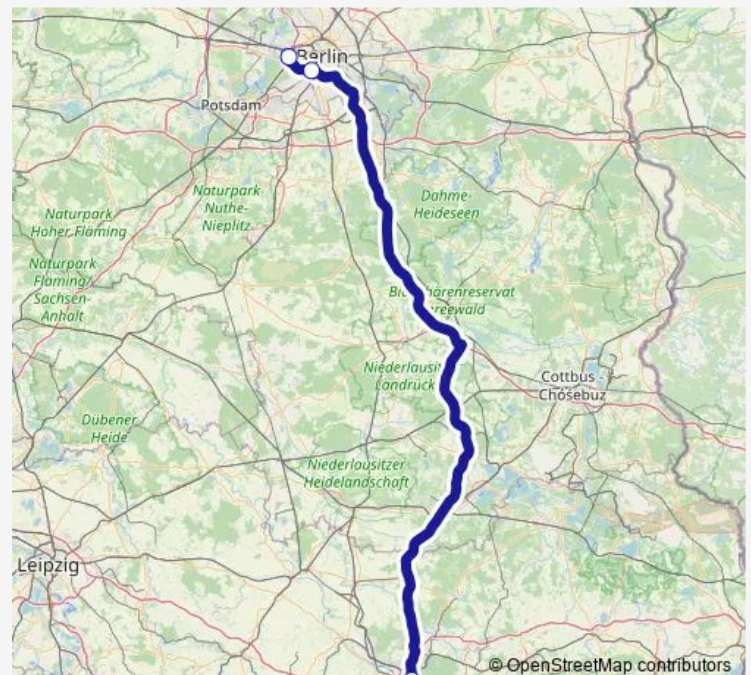 Berlin
Potsdam
Naturpark
Nuthe-
Nieplitz
Dahme-
Heideseen
Naturpark
Hoher Fläming
Naturpark
Fläming/
Sachsen-
Anhalt
Niederlausit
Landrück
Cottbus -
Chóśebuz
Dübener
Heide
Niederlausitzer
Heidelandschaft
Leipzig
© OpenStreetMap contributors